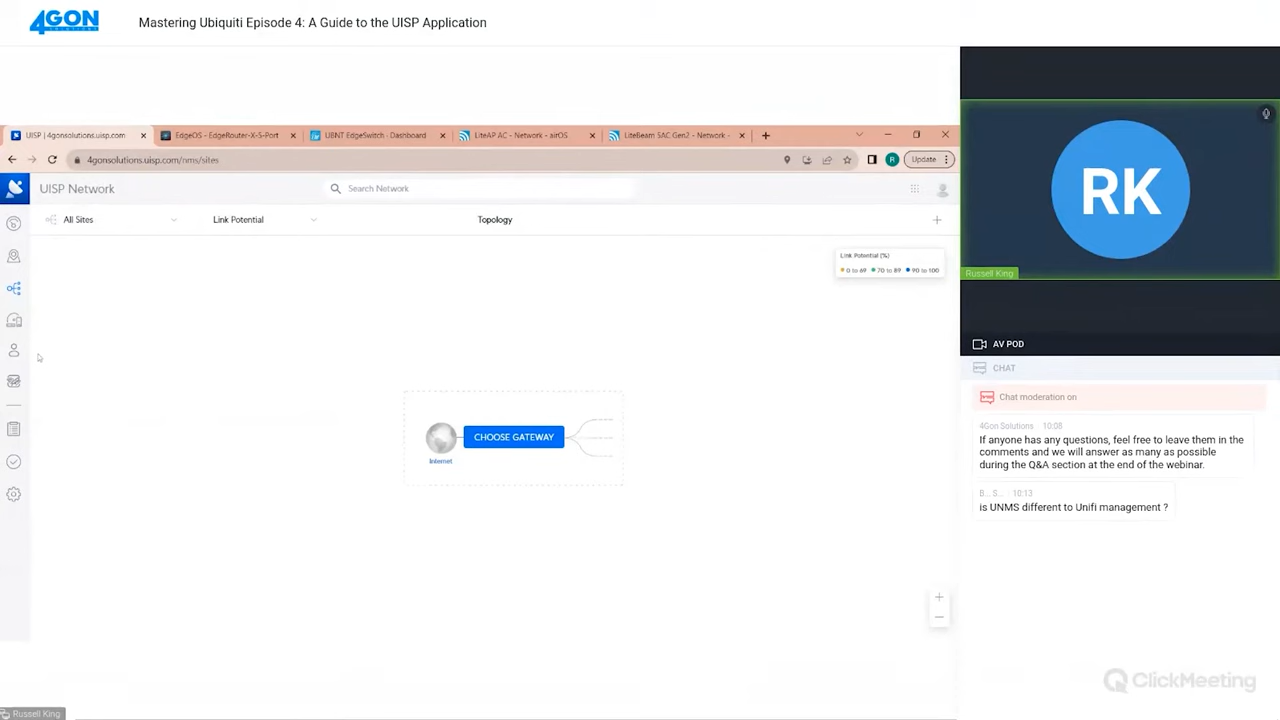 4GON
SOLUTIONS
Mastering Ubiquiti Episode 4: A Guide to the UISP Application
UISP | 4gonsolutions.uisp.com
EdgeOS - EdgeRouter-X-5-Port
UBNT EdgeSwitch - Dashboard
LiteAP AC - Network - airOS
LiteBeam 5AC Gen2 - Network -
4gonsolutions.uisp.com/nms/sites
R
Update
UISP Network
Search Network
All Sites
Link Potential
Topology
Link Potential (%)
0 to 69
70 to 89
90 to 100
Internet
CHOOSE GATEWAY
Russell King
RK
Russell King
AV POD
CHAT
Chat moderation on
4Gon Solutions 10:08
If anyone has any questions, feel free to leave them in the
comments and we will answer as many as possible
during the Q&A section at the end of the webinar.
B... S... 10:13
is UNMS different to Unifi management ?
ClickMeeting